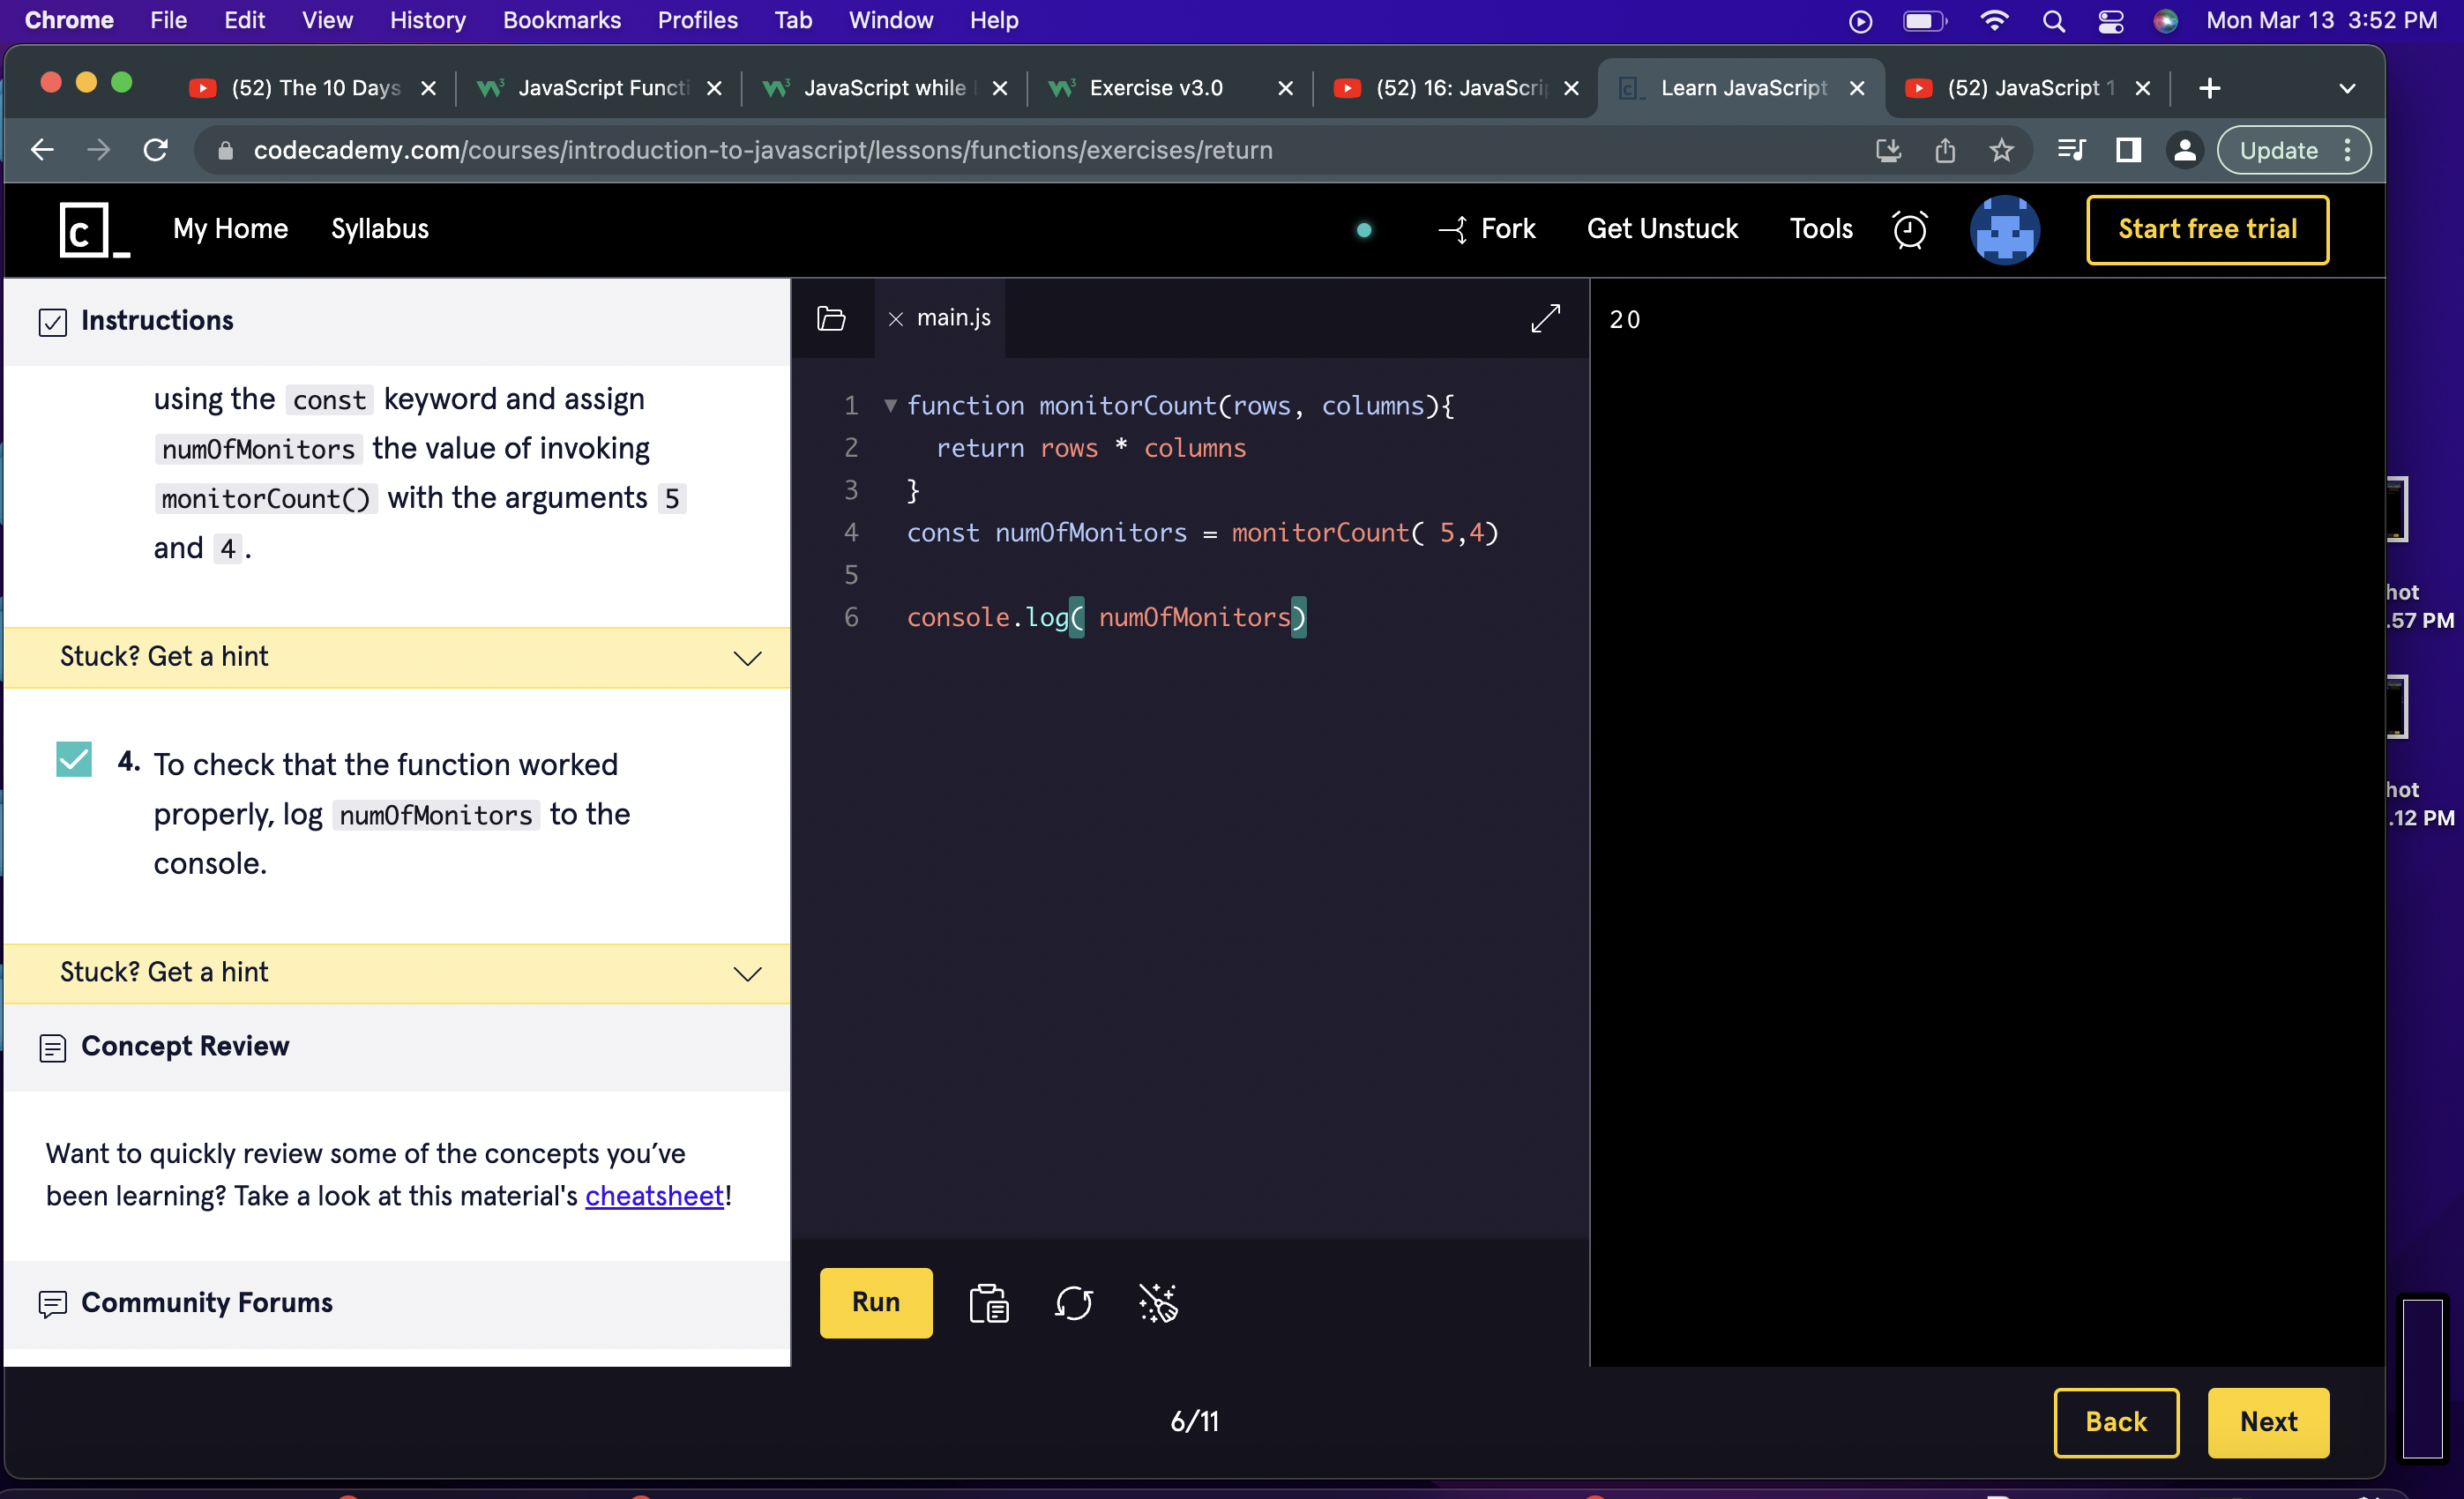 Chrome File Edit View History Bookmarks Profiles Tab Window Help Mon Mar 13 3:52 PM
(52) The 10 Days JavaScript Functi JavaScript while Exercise v3.0 (52) 16: JavaScrip Learn JavaScript (52) JavaScript 1
codecademy.com/courses/introduction-to-javascript/lessons/functions/exercises/return Update
c_ My Home Syllabus Fork Get Unstuck Tools Start free trial
Instructions
using the const keyword and assign
numOfMonitors the value of invoking
monitorCount() with the arguments 5
and 4.
Stuck? Get a hint
4. To check that the function worked
properly, log numOfMonitors to the
console.
Stuck? Get a hint
Concept Review
Want to quickly review some of the concepts you’ve
been learning? Take a look at this material's cheatsheet!
Community Forums
main.js
1 function monitorCount(rows, columns){
2 return rows * columns
3 }
4 const numOfMonitors = monitorCount( 5,4)
5
6 console.log( numOfMonitors)
Run
20
6/11
Back Next
hot
.57 PM
hot
.12 PM